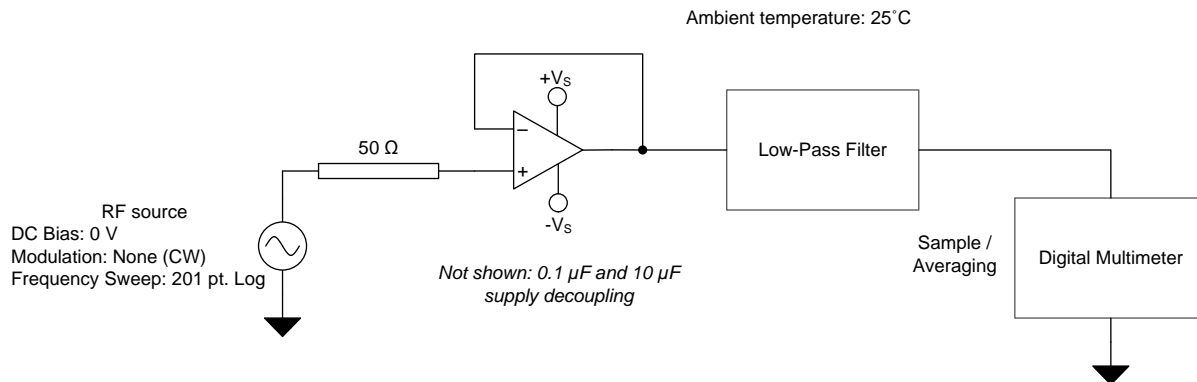 Ambient temperature: 25˚C
+VS
−
50 Ω
Low-Pass Filter
+
-VS
RF source
DC Bias: 0 V
Modulation: None (CW)
Frequency Sweep: 201 pt. Log
Not shown: 0.1 µF and 10 µF
supply decoupling
Sample /
Averaging
Digital Multimeter